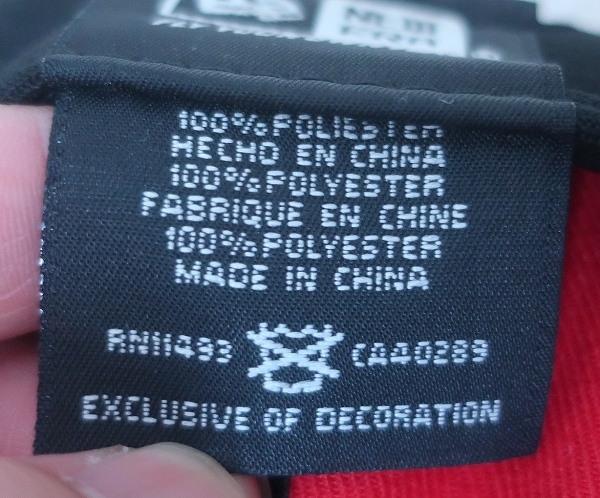 100% POLIESTER
HECHO EN CHINA
100% POLYESTER
FABRIQUE EN CHINE
100% POLYESTER
MADE IN CHINA
RN11493 CA40289
EXCLUSIVE OF DECORATION